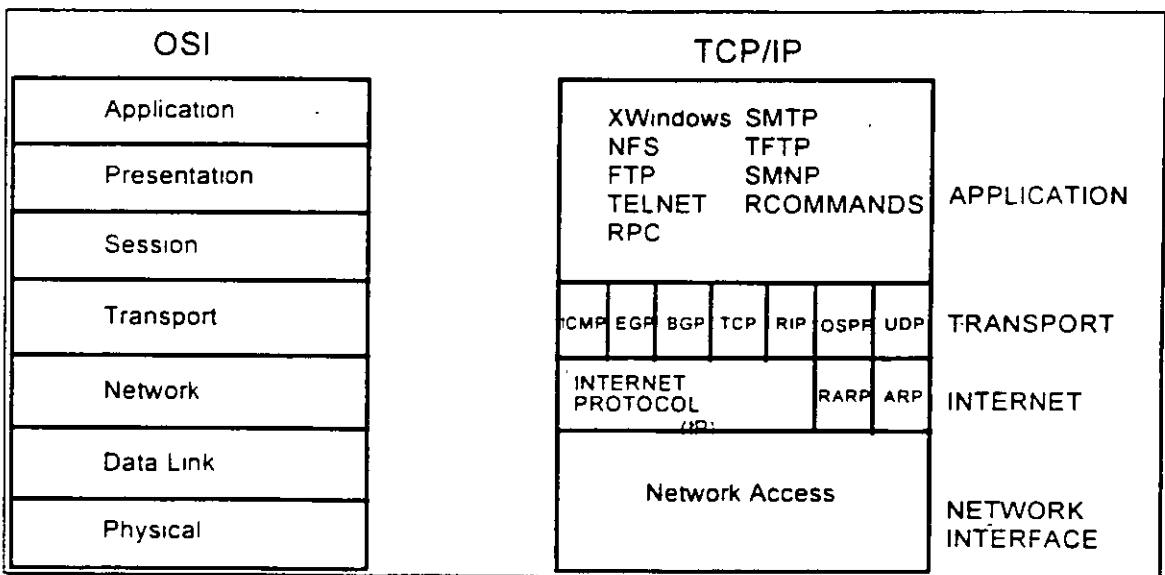 OSI
TCP/IP
Application
Presentation
Session
Transport
Network
Data Link
Physical
XWindows SMTP
NFS TFTP
FTP SMNP
TELNET RCOMMANDS
RPC
APPLICATION
ICMP EGP BGP TCP RIP OSPF UDP
TRANSPORT
INTERNET
PROTOCOL
(IP)
RARP ARP
INTERNET
Network Access
NETWORK
INTERFACE